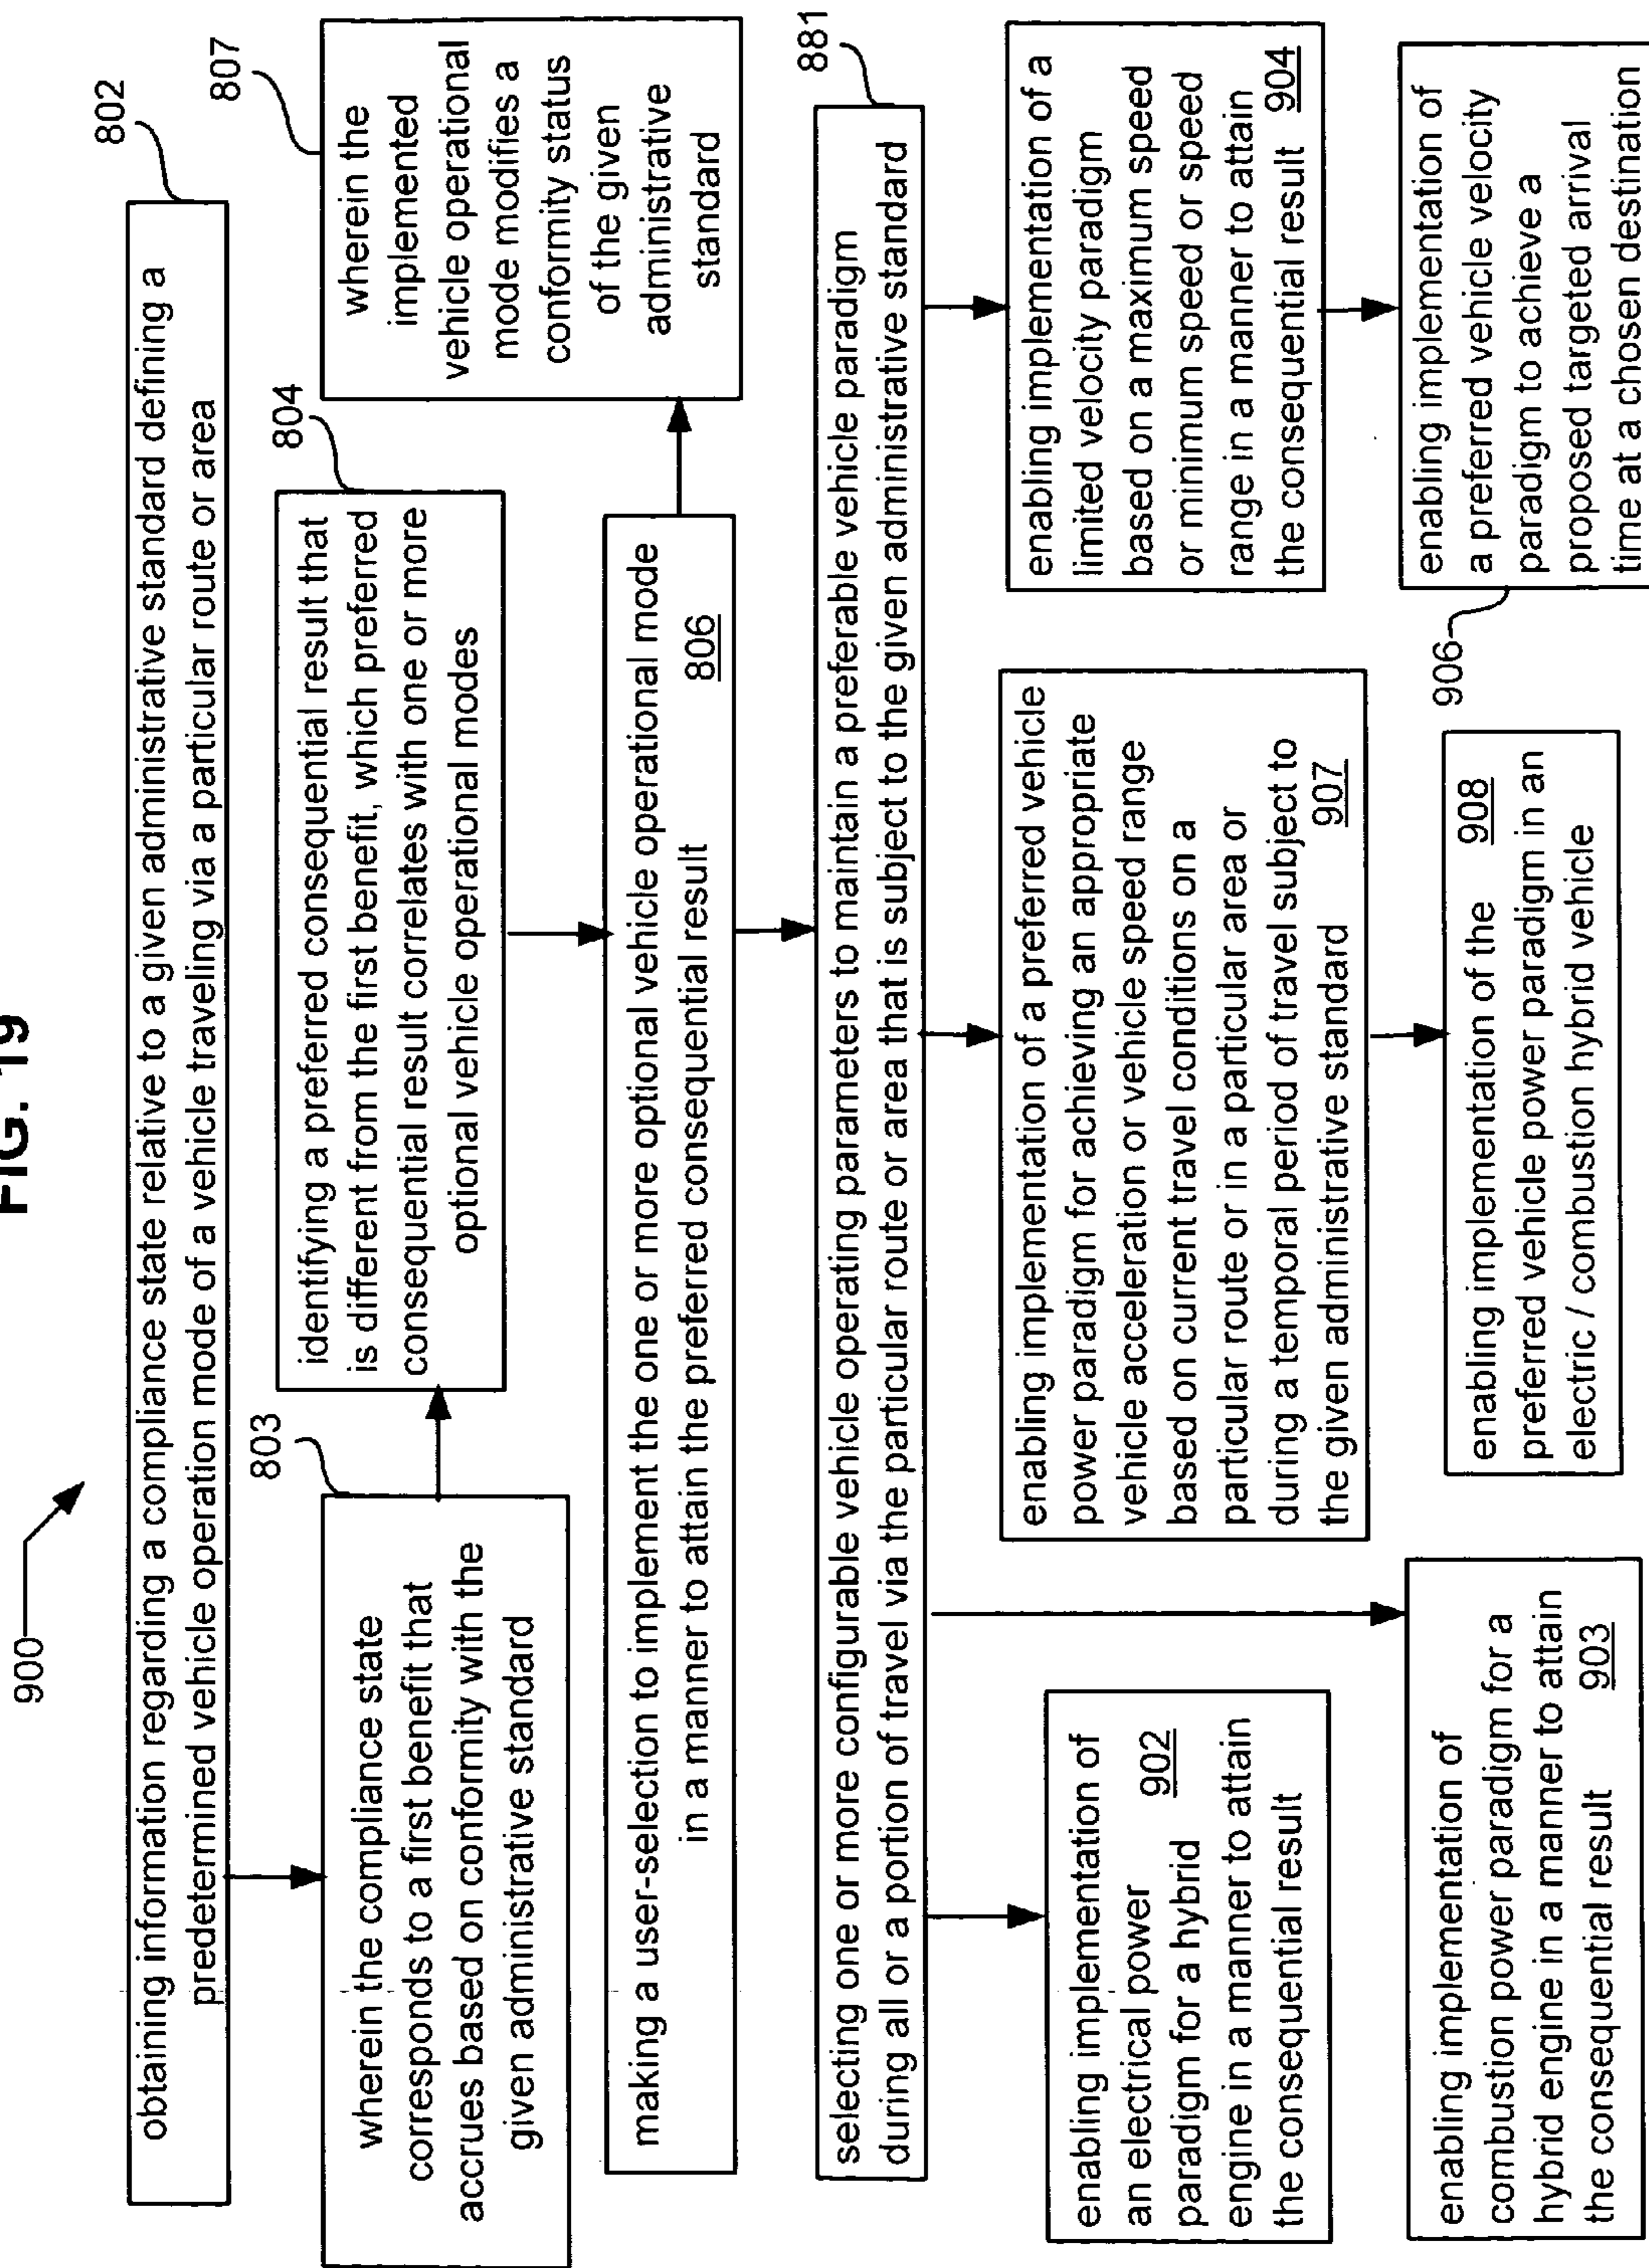 FIG. 19
900
obtaining information regarding a compliance state relative to a given administrative standard defining a
predetermined vehicle operation mode of a vehicle traveling via a particular route or area
802
803
wherein the compliance state
corresponds to a first benefit that
accrues based on conformity with the
given administrative standard
804
identifying a preferred consequential result that
is different from the first benefit, which preferred
consequential result correlates with one or more
optional vehicle operational modes
807
wherein the
implemented
vehicle operational
mode modifies a
conformity status
of the given
administrative
standard
making a user-selection to implement the one or more optional vehicle operational mode
in a manner to attain the preferred consequential result
806
881
selecting one or more configurable vehicle operating parameters to maintain a preferable vehicle paradigm
during all or a portion of travel via the particular route or area that is subject to the given administrative standard
enabling implementation of
an electrical power
paradigm for a hybrid 902
engine in a manner to attain
the consequential result
enabling implementation of
combustion power paradigm for a
hybrid engine in a manner to attain
the consequential result 903
enabling implementation of a preferred vehicle
power paradigm for achieving an appropriate
vehicle acceleration or vehicle speed range
based on current travel conditions on a
particular route or in a particular area or
during a temporal period of travel subject to
the given administrative standard 907
enabling implementation of the 908
preferred vehicle power paradigm in an
electric / combustion hybrid vehicle
enabling implementation of a
limited velocity paradigm
based on a maximum speed
or minimum speed or speed
range in a manner to attain
the consequential result 904
906
enabling implementation of
a preferred vehicle velocity
paradigm to achieve a
proposed targeted arrival
time at a chosen destination